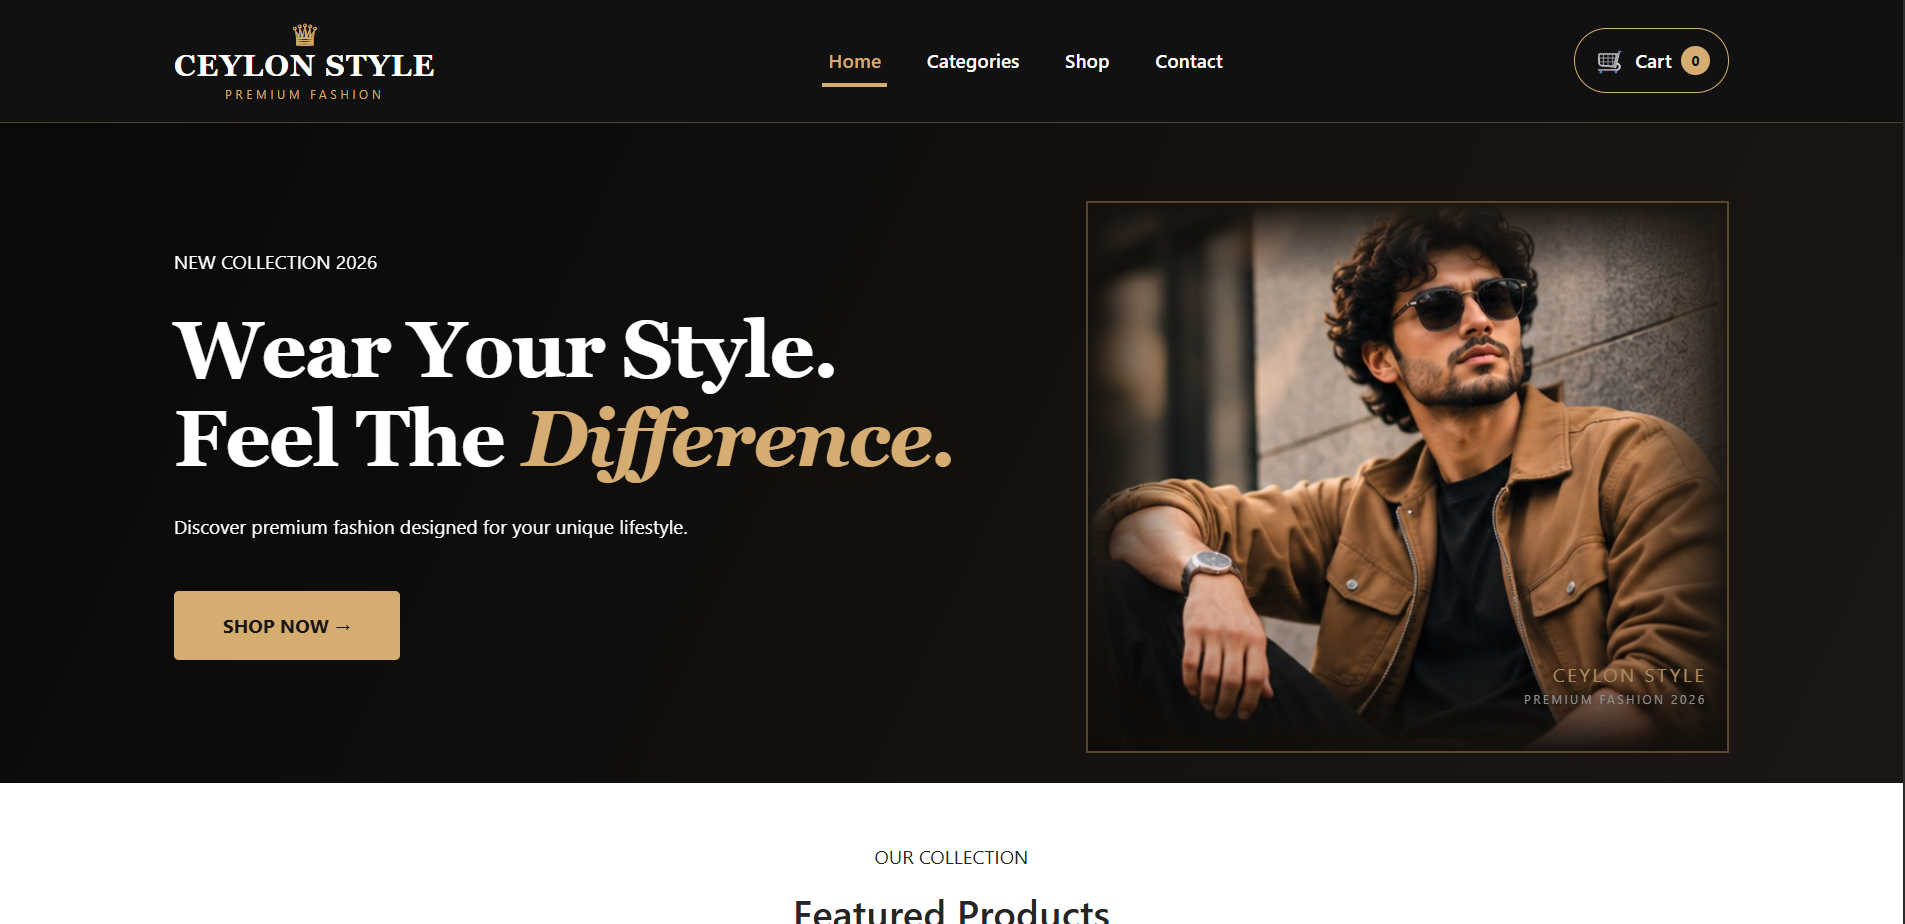 CEYLON STYLE
PREMIUM FASHION
Home
Categories
Shop
Contact
Cart 0
NEW COLLECTION 2026
Wear Your Style.
Feel The Difference.
Discover premium fashion designed for your unique lifestyle.
SHOP NOW →
CEYLON STYLE
PREMIUM FASHION 2026
OUR COLLECTION
Featured Products